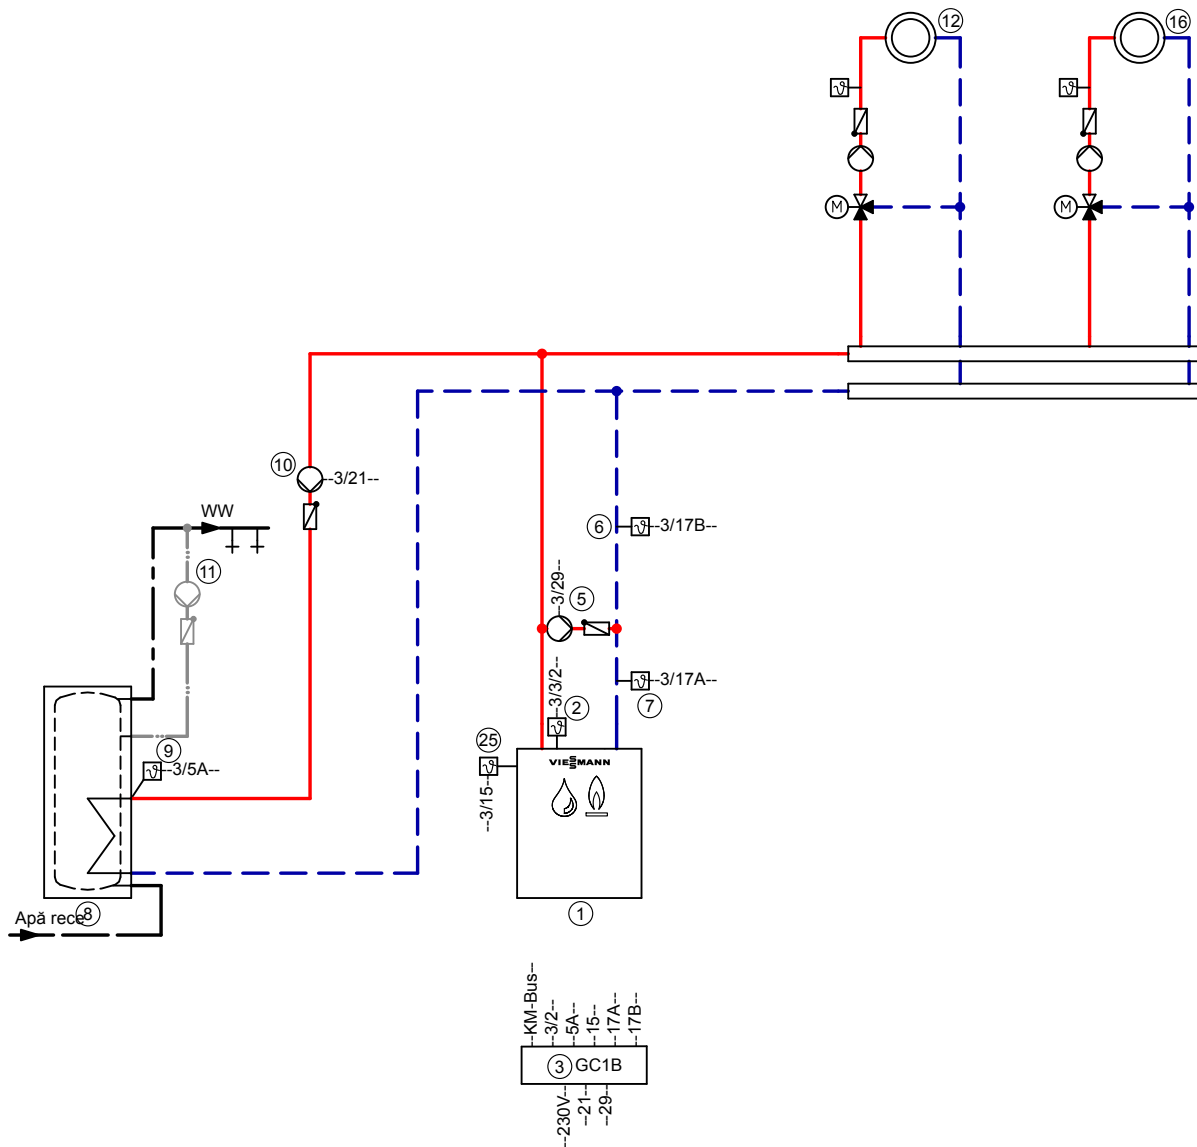 12
16
M
M
10
--3/21--
WW
6
--3/17B--
11
--3/29--
5
--3/3/2--
--3/17A--
2
7
25
9
--3/5A--
VIESMANN
--3/15--
Apă rece
8
1
--KM-Bus--
--3/2--
--5A--
--15--
--17A--
--17B--
3 GC1B
--230V--
--21--
--29--